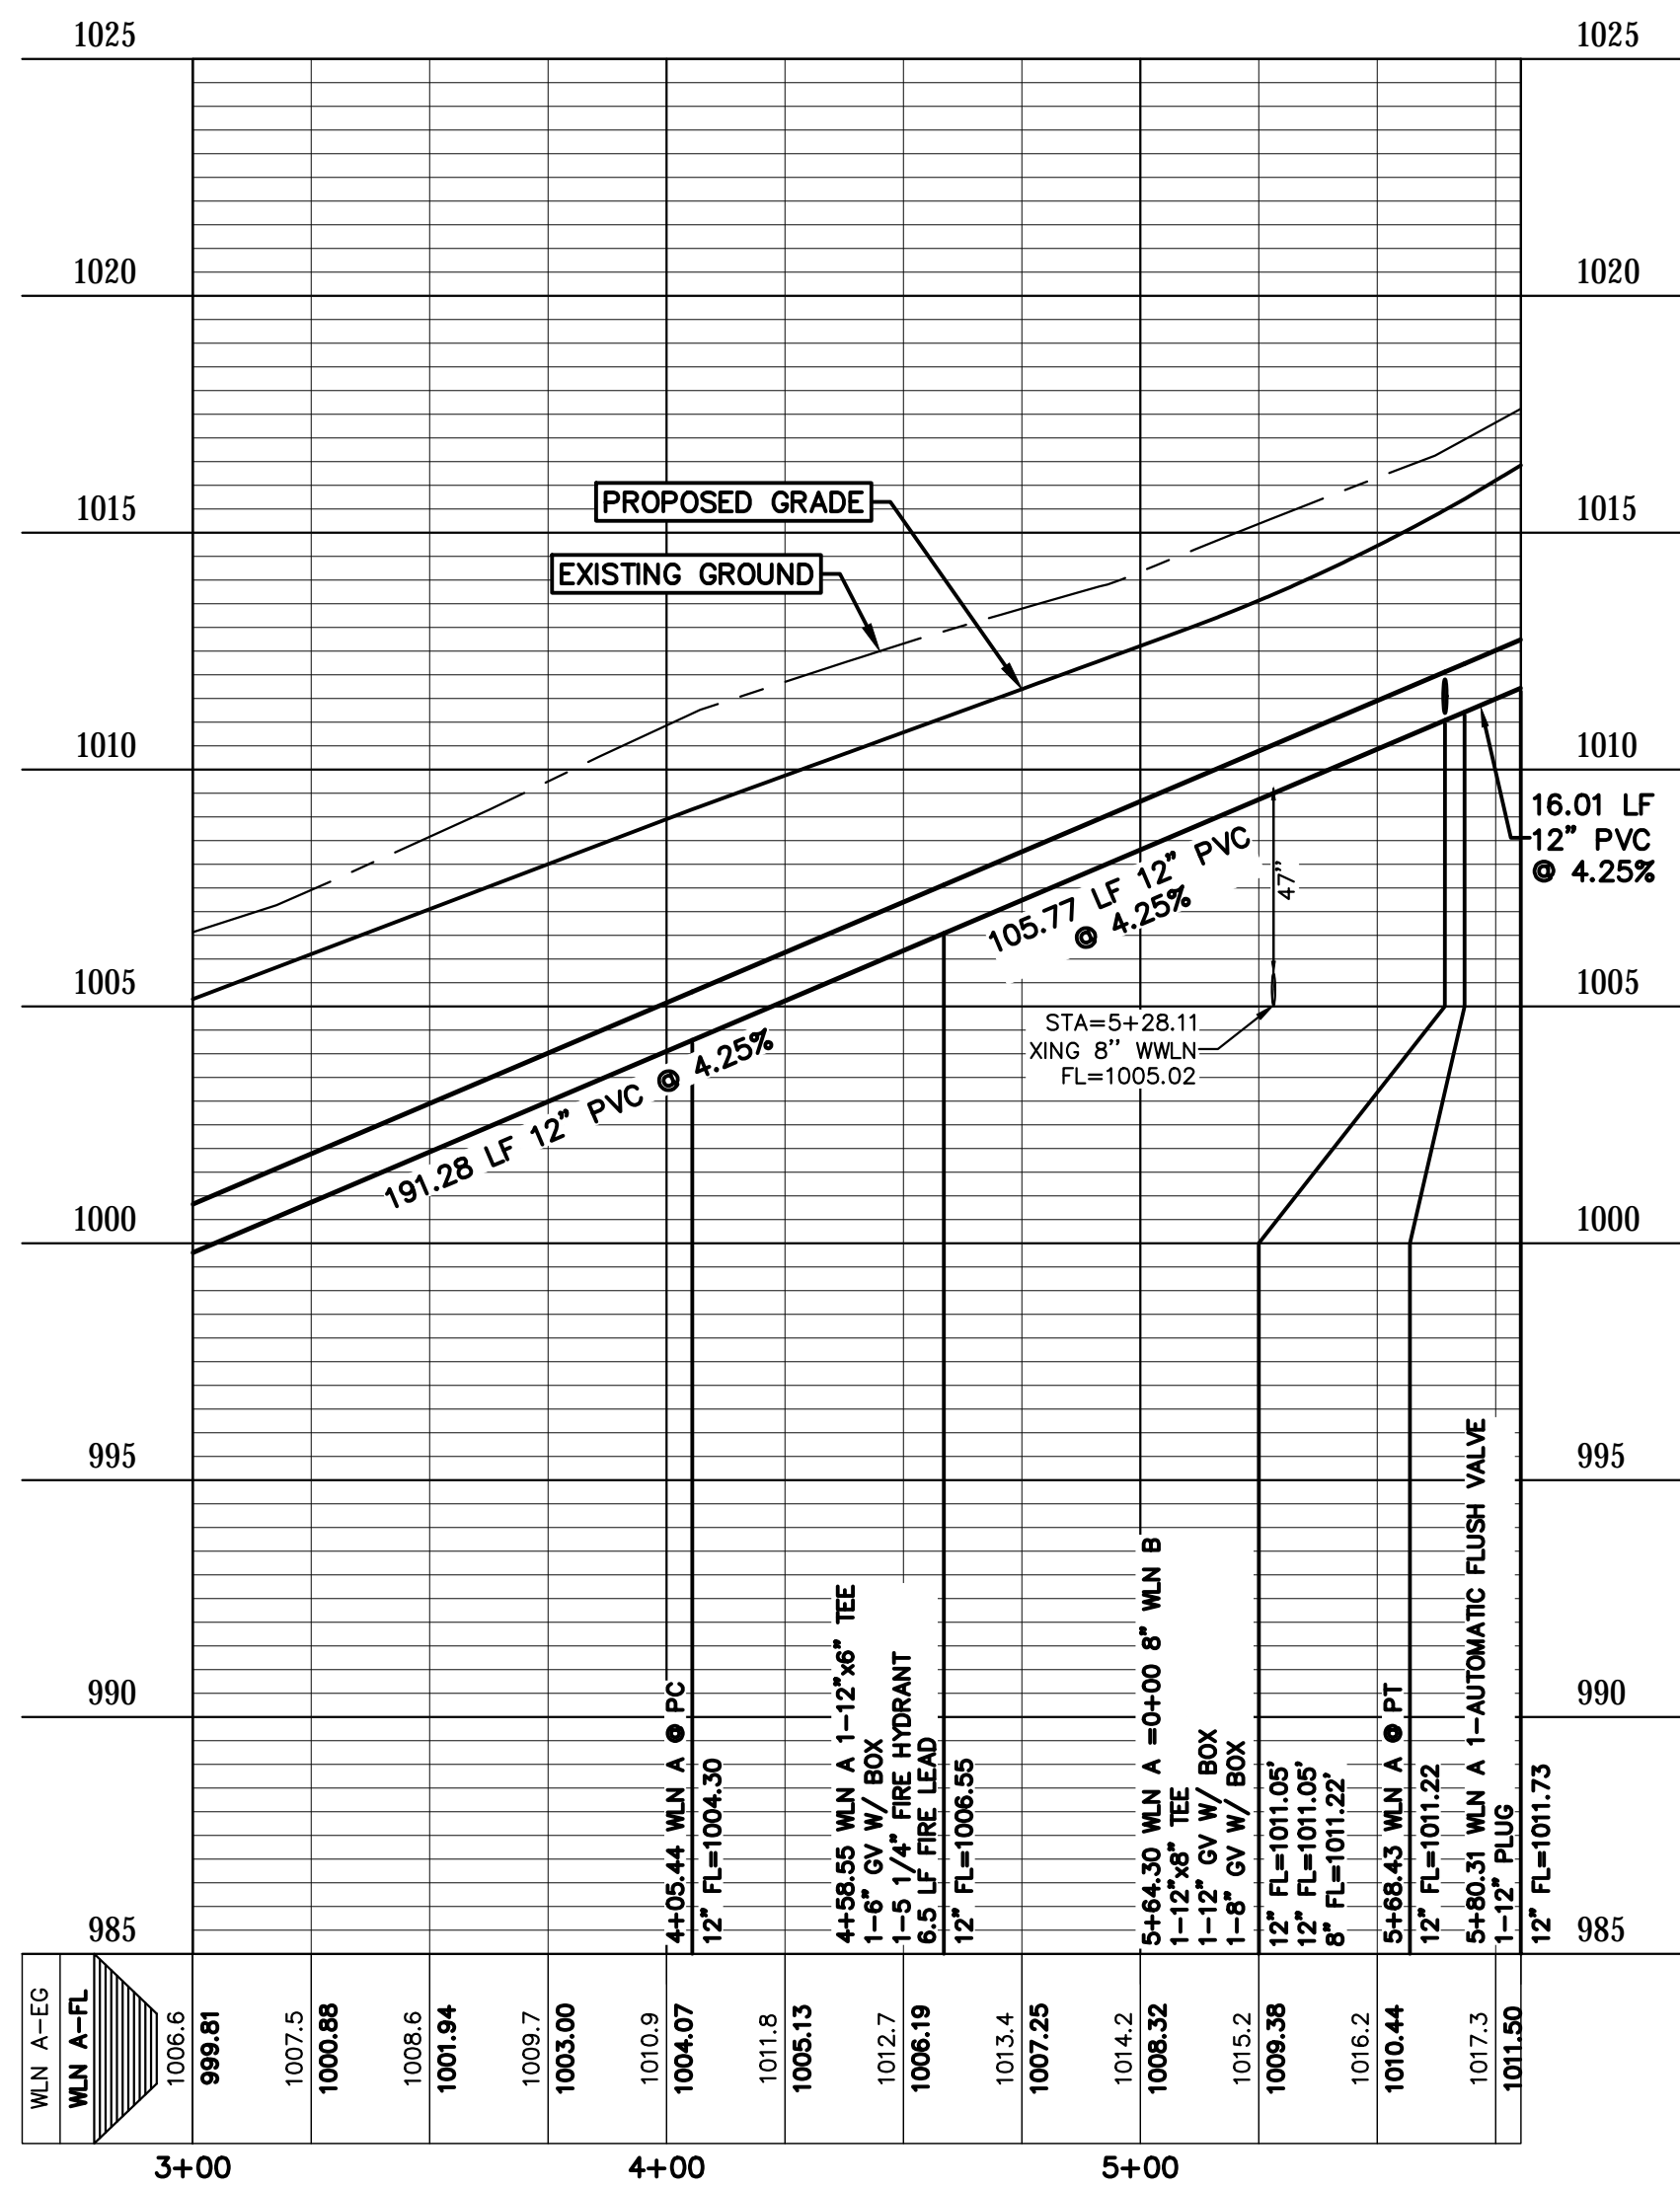 1025
1025
1020
1020
1015
1015
1010
1010
1005
1005
1000
1000
995
995
990
990
985
985
PROPOSED GRADE
EXISTING GROUND
16.01 LF
12" PVC
@ 4.25%
105.77 LF 12" PVC
@ 4.25%
47"
STA=5+28.11
XING 8" WWLN
FL=1005.02
191.28 LF 12" PVC @ 4.25%
4+05.44 WLN A @ PC
12" FL=1004.30
4+58.55 WLN A 1-12"x6" TEE
1-6" GV W/ BOX
1-5 1/4" FIRE HYDRANT
6.5 LF FIRE LEAD
12" FL=1006.55
5+64.30 WLN A =0+00 8" WLN B
1-12"x8" TEE
1-12" GV W/ BOX
1-8" GV W/ BOX
12" FL=1011.05'
12" FL=1011.05'
8" FL=1011.22'
5+68.43 WLN A @ PT
12" FL=1011.22
5+80.31 WLN A 1-AUTOMATIC FLUSH VALVE
1-12" PLUG
12" FL=1011.73
WLN A-EG
WLN A-FL
1006.6
999.81
1007.5
1000.88
1008.6
1001.94
1009.7
1003.00
1010.9
1004.07
1011.8
1005.13
1012.7
1006.19
1013.4
1007.25
1014.2
1008.32
1015.2
1009.38
1016.2
1010.44
1017.3
1011.50
3+00
4+00
5+00